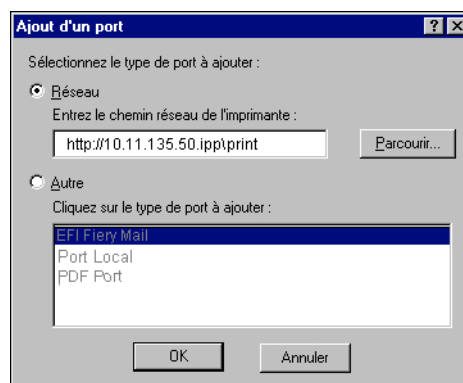 Ajout d'un port
Sélectionnez le type de port à ajouter :
Réseau
Entrez le chemin réseau de l'imprimante :
http://10.11.135.50.ipp\print
Parcourir...
Autre
Cliquez sur le type de port à ajouter :
EFI Fiery Mail
Port Local
PDF Port
OK
Annuler